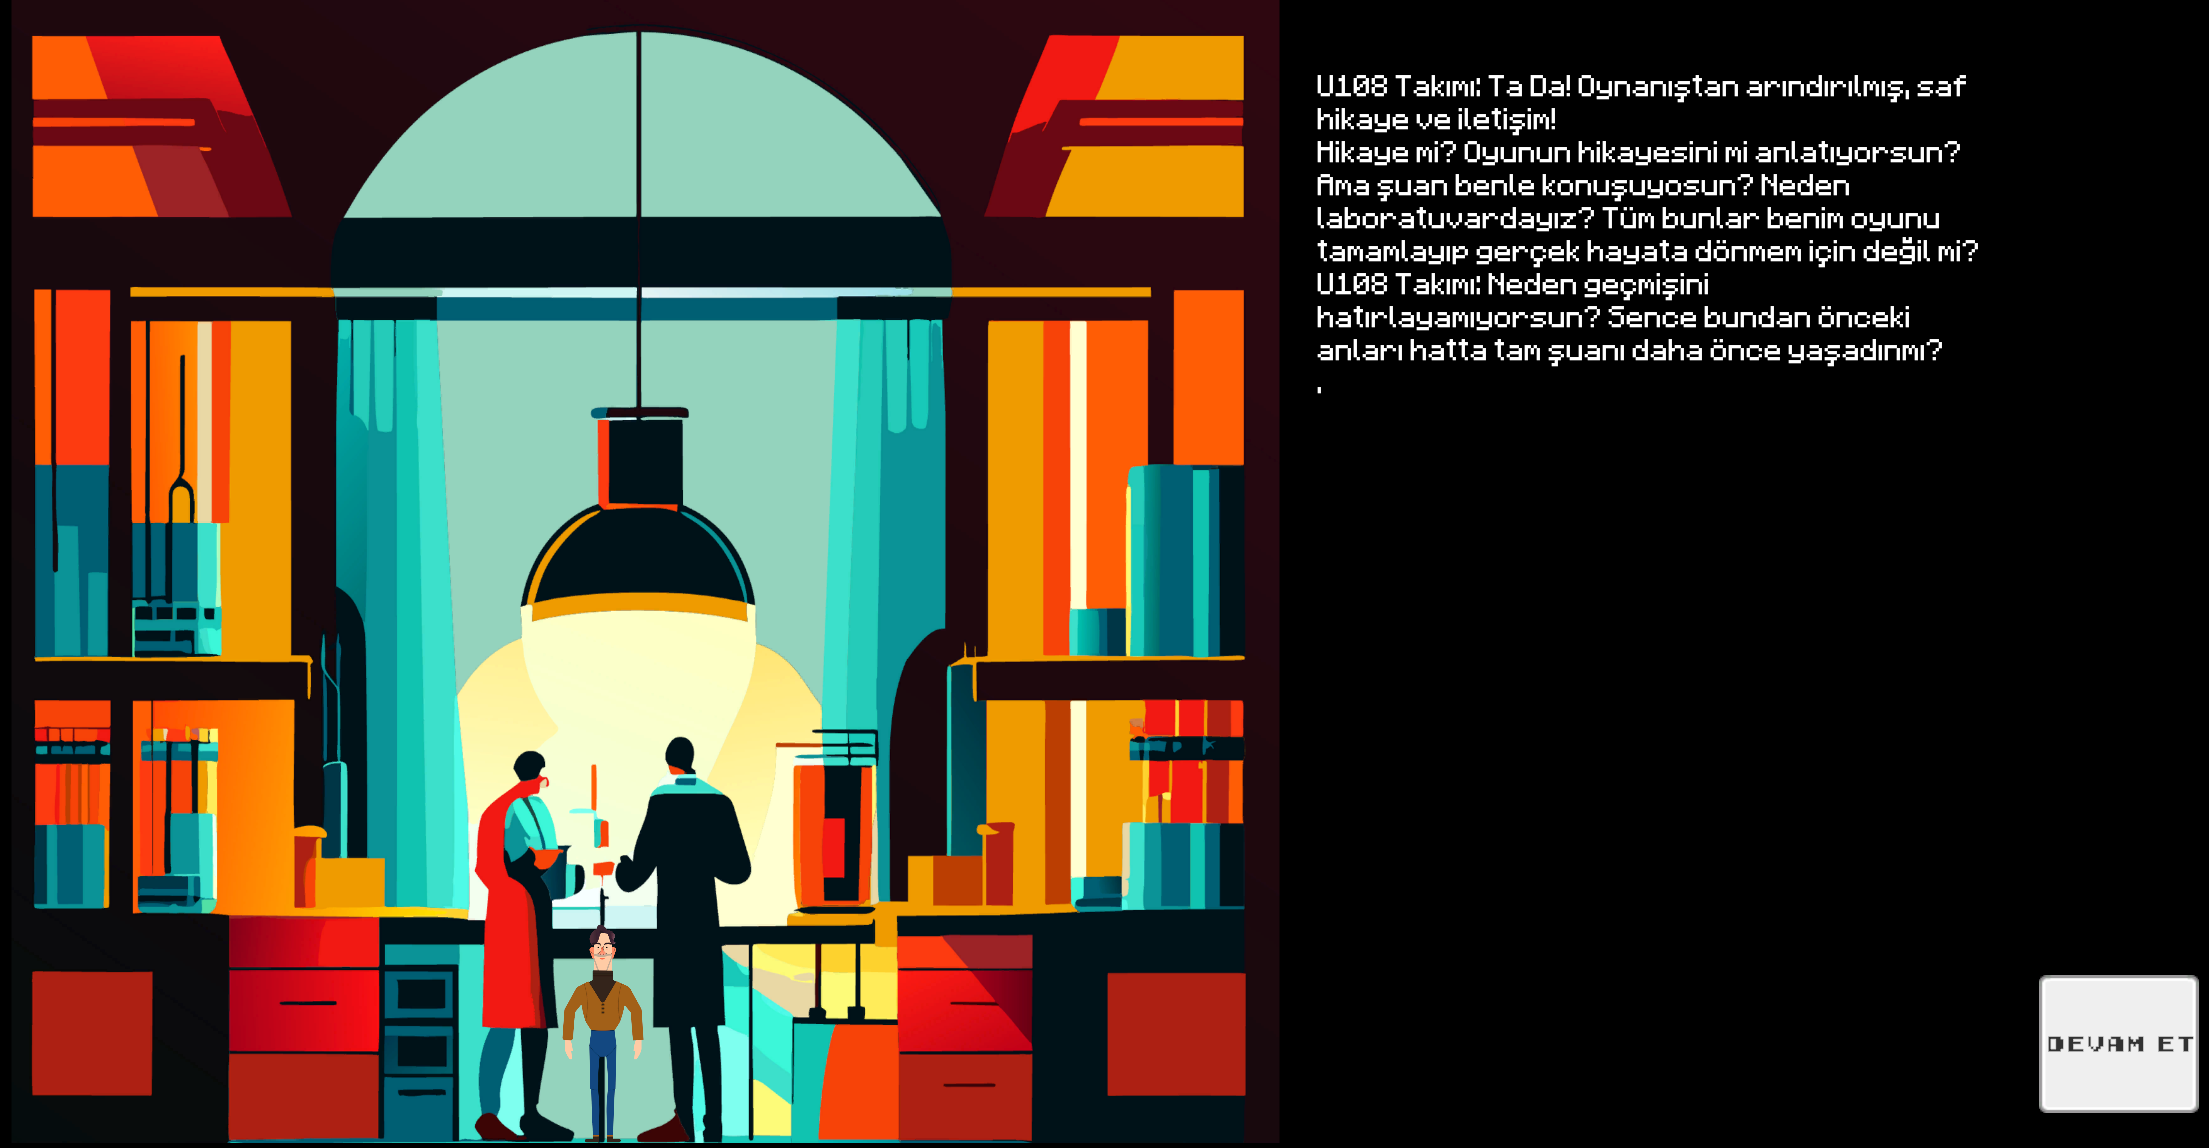 U108 Takımı: Ta Da! Oynanıştan arındırılmış, saf
hikaye ve iletişim!
Hikaye mi? Oyunun hikayesini mi anlatıyorsun?
Ama şuan benle konuşuyosun? Neden
laboratuvardayız? Tüm bunlar benim oyunu
tamamlayıp gerçek hayata dönmem için değil mi?
U108 Takımı: Neden geçmişini
hatırlayamıyorsun? Sence bundan önceki
anları hatta tam şuanı daha önce yaşadınmı?
.
DEVAM ET